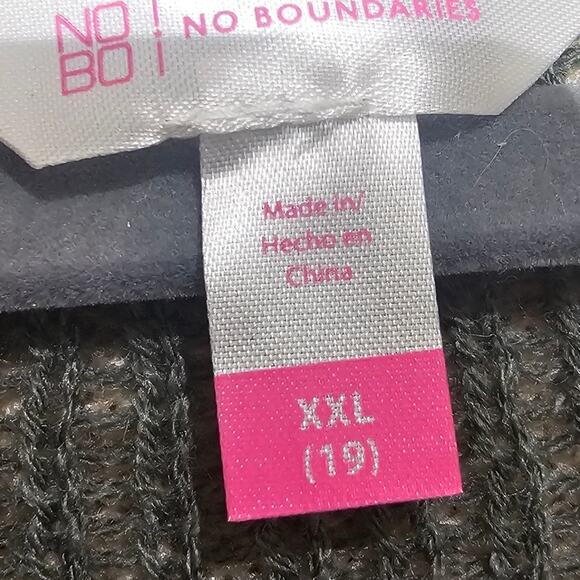 NO
BO
NO BOUNDARIES
Made in/
Hecho en
China
XXL
(19)